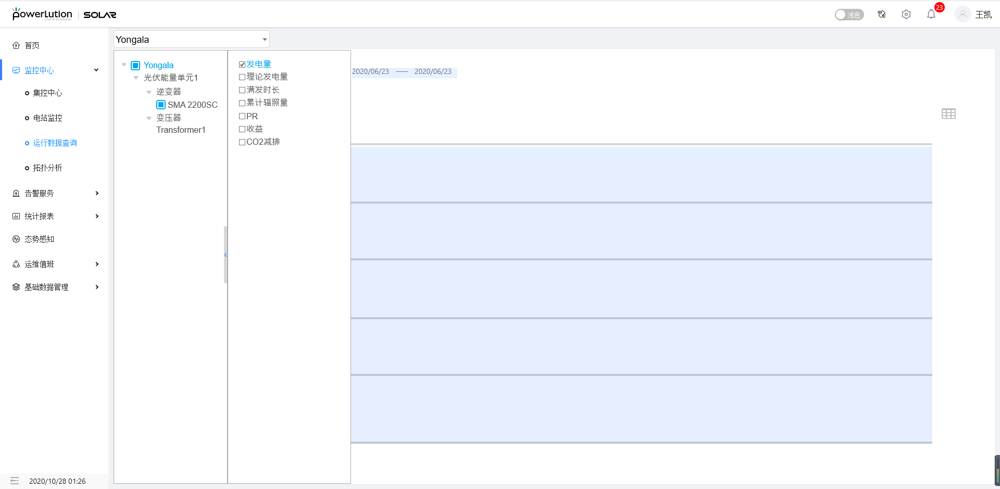 PowerLution | SOLAR
浅色
23
王凯
首页
监控中心
集控中心
电站监控
运行数据查询
拓扑分析
告警服务
统计报表
态势感知
运维值班
基础数据管理
2020/10/28 01:26
Yongala
Yongala
光伏能量单元1
逆变器
SMA 2200SC
变压器
Transformer1
发电量
理论发电量
满发时长
累计辐照量
PR
收益
CO2减排
2020/06/23 — 2020/06/23